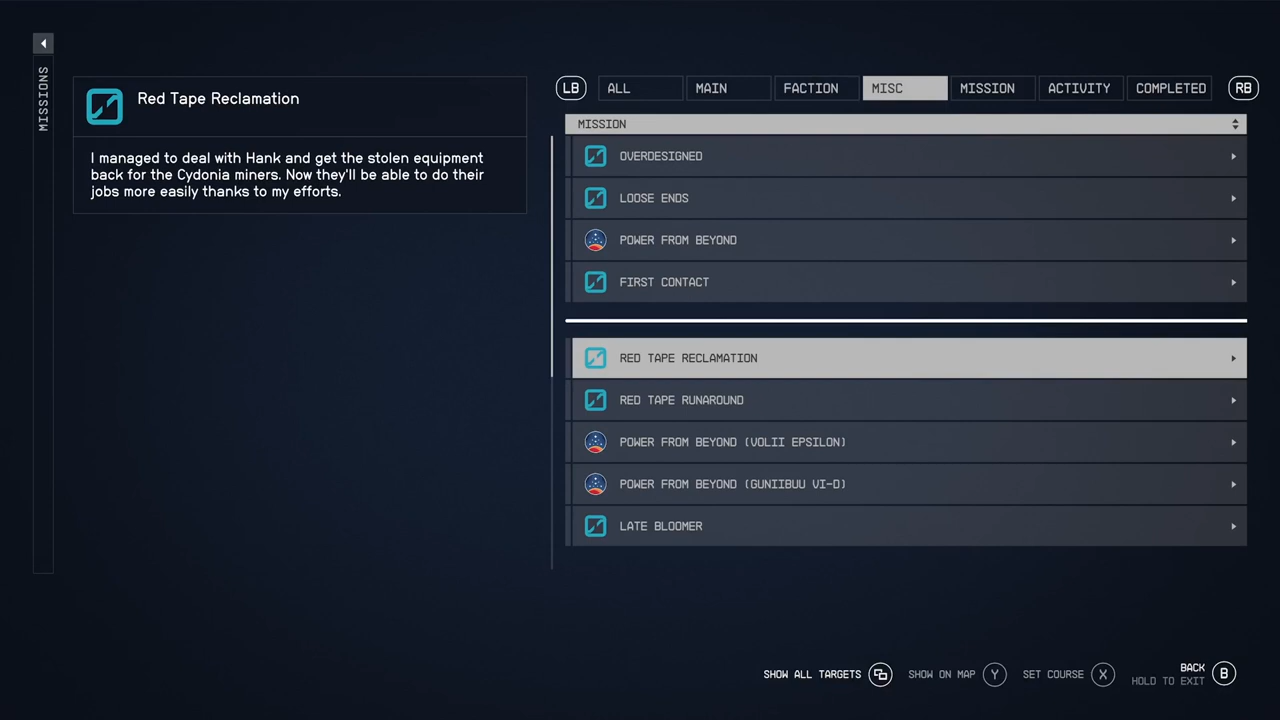 MISSIONS
Red Tape Reclamation
I managed to deal with Hank and get the stolen equipment
back for the Cydonia miners. Now they'll be able to do their
jobs more easily thanks to my efforts.
LB ALL MAIN FACTION MISC MISSION ACTIVITY COMPLETED RB
MISSION
OVERDESIGNED
LOOSE ENDS
POWER FROM BEYOND
FIRST CONTACT
RED TAPE RECLAMATION
RED TAPE RUNAROUND
POWER FROM BEYOND (VOLII EPSILON)
POWER FROM BEYOND (GUNIIBUU VI-D)
LATE BLOOMER
SHOW ALL TARGETS SHOW ON MAP Y SET COURSE X BACK B
HOLD TO EXIT